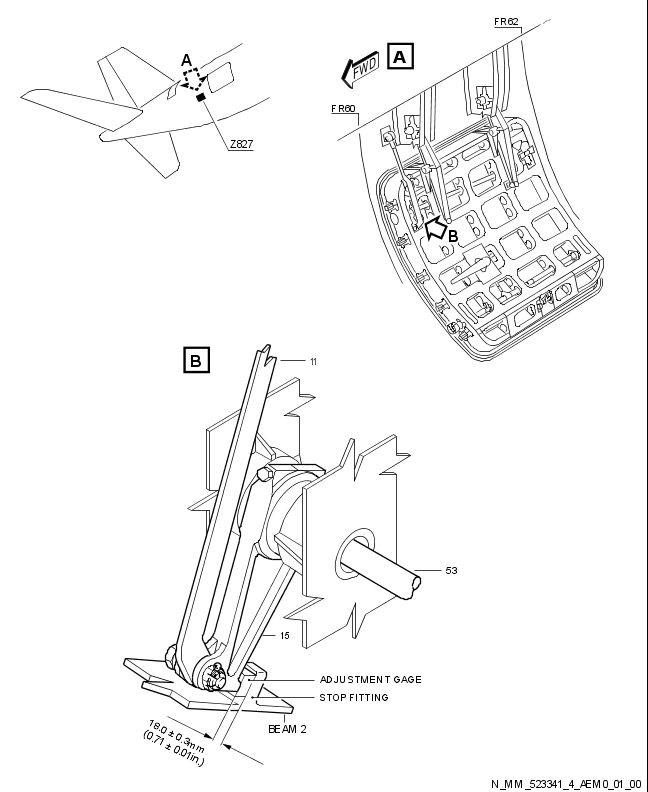 A
Z827
FR62
FWD
A
FR60
B
B
11
53
15
ADJUSTMENT GAGE
STOP FITTING
BEAM 2
18.0 ± 0.3mm
(0.71 ± 0.01in.)
N_MM_523341_4_AEM0_01_00